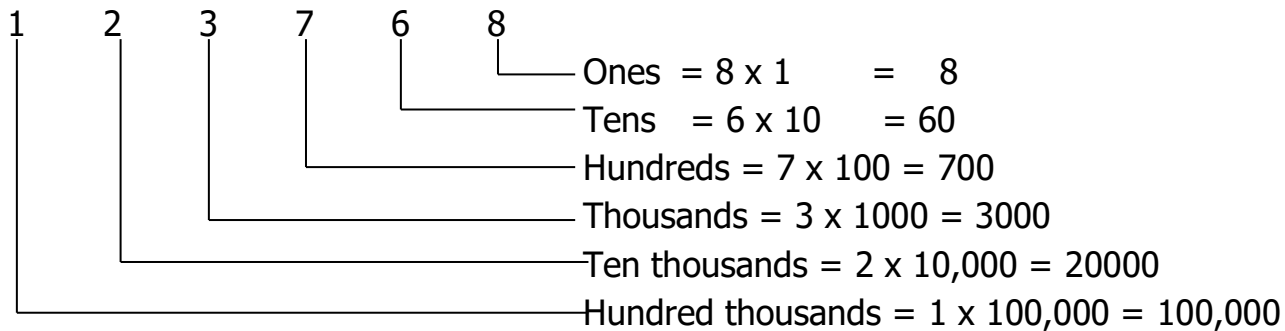 1 2 3 7 6 8
Ones = 8 x 1 = 8
Tens = 6 x 10 = 60
Hundreds = 7 x 100 = 700
Thousands = 3 x 1000 = 3000
Ten thousands = 2 x 10,000 = 20000
Hundred thousands = 1 x 100,000 = 100,000